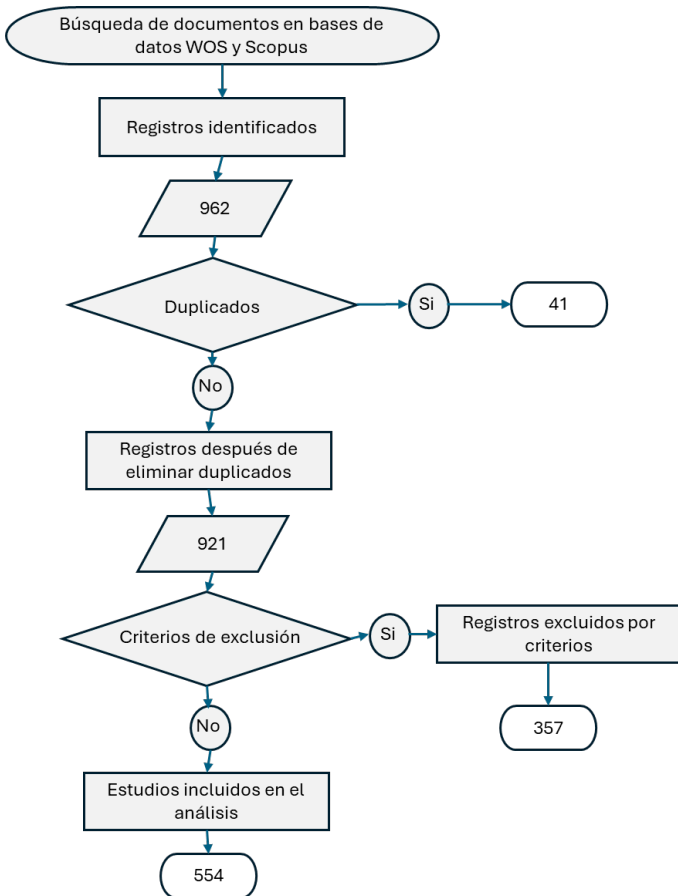 Búsqueda de documentos en bases de
datos WOS y Scopus
Registros identificados
962
Duplicados
Si
41
No
Registros después de
eliminar duplicados
921
Criterios de exclusión
Si
Registros excluidos por
criterios
357
No
Estudios incluidos en el
análisis
554